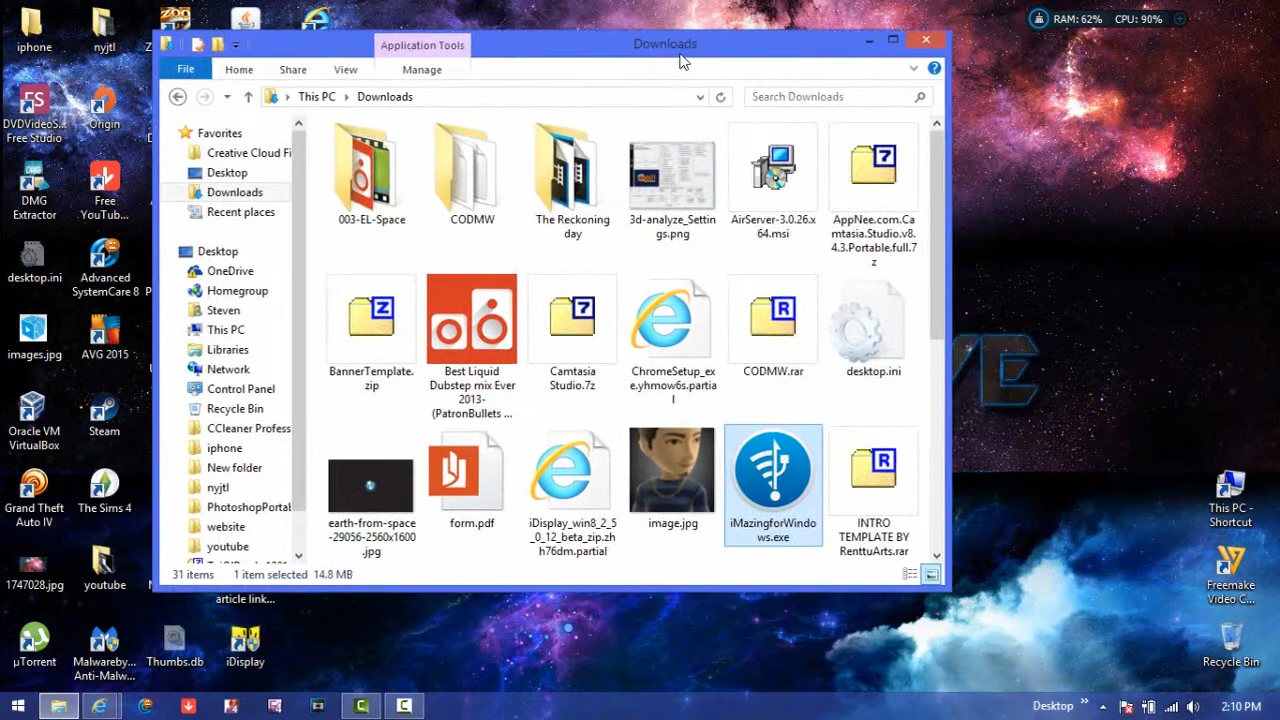 iphone
nyjtl
DVDVideoS...
Free Studio
Origin
DMG
Extractor
Free
YouTub...
desktop.ini
Advanced
SystemCare 8
images.jpg
AVG 2015
Oracle VM
VirtualBox
Steam
Grand Theft
Auto IV
The Sims 4
1747028.jpg
youtube
article link...
µTorrent
Malwareby...
Anti-Malw...
Thumbs.db
iDisplay
RAM: 62% CPU: 90%
Application Tools
Downloads
File
Home
Share
View
Manage
This PC
Downloads
Search Downloads
Favorites
Creative Cloud Fi
Desktop
Downloads
Recent places
Desktop
OneDrive
Homegroup
Steven
This PC
Libraries
Network
Control Panel
Recycle Bin
CCleaner Profess
iphone
New folder
nyjtl
PhotoshopPorta
website
youtube
003-EL-Space
CODMW
The Reckoning
day
3d-analyze_Settin
gs.png
AirServer-3.0.26.x
64.msi
AppNee.com.Ca
mtasia.Studio.v8.
4.3.Portable.full.7
z
BannerTemplate.
zip
Best Liquid
Dubstep mix Ever
2013-
(PatronBullets ...
Camtasia
Studio.7z
ChromeSetup_ex
e.yhmow6s.partia
l
CODMW.rar
desktop.ini
earth-from-space
-29056-2560x1600
.jpg
form.pdf
iDisplay_win8_2_5
_0_12_beta_zip.zh
h76dm.partial
image.jpg
iMazingforWindo
ws.exe
INTRO
TEMPLATE BY
RenttuArts.rar
31 items
1 item selected 14.8 MB
This PC -
Shortcut
Freemake
Video C...
Recycle Bin
Desktop
2:10 PM